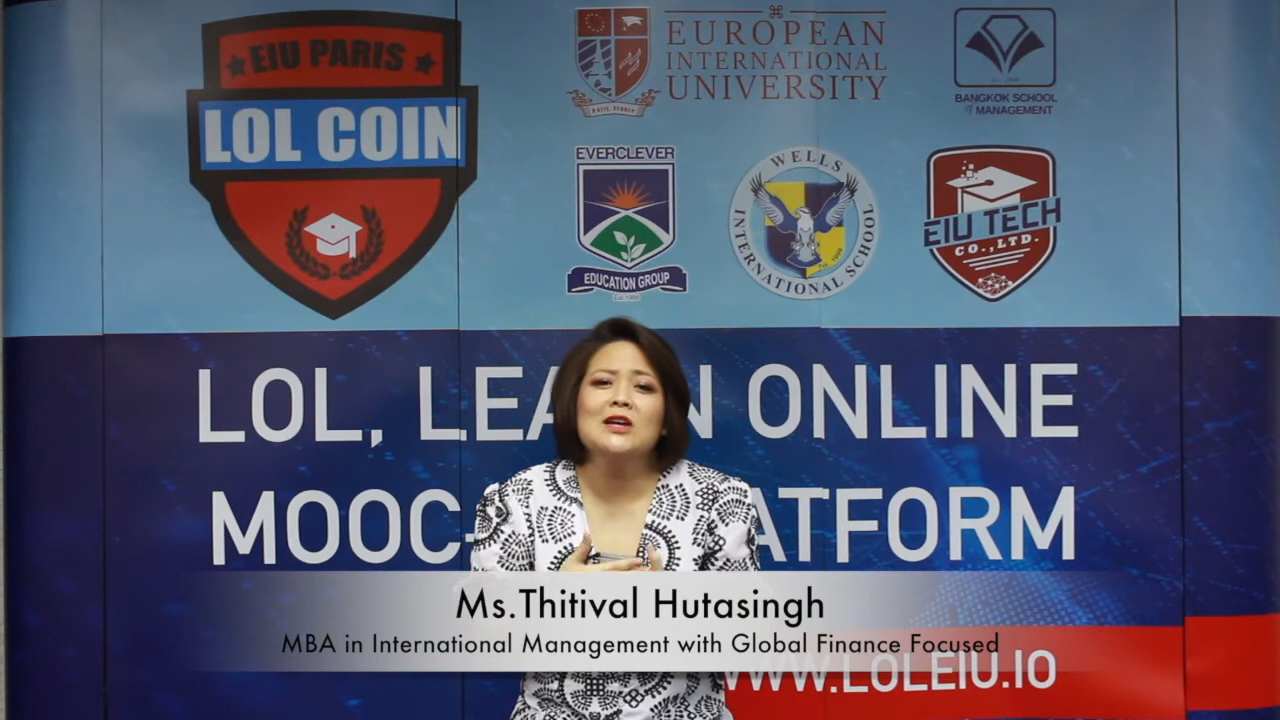 EIU PARIS
LOL COIN
EUROPEAN
INTERNATIONAL
UNIVERSITY
BANGKOK SCHOOL
of MANAGEMENT
EVERCLEVER
EDUCATION GROUP
Est.1998
WELLS
INTERNATIONAL SCHOOL
EIU TECH
CO.,LTD.
LOL, LEA N ONLINE
MOOC- ATFORM
Ms.Thitival Hutasingh
MBA in International Management with Global Finance Focused
WWW.LOLEIU.IO